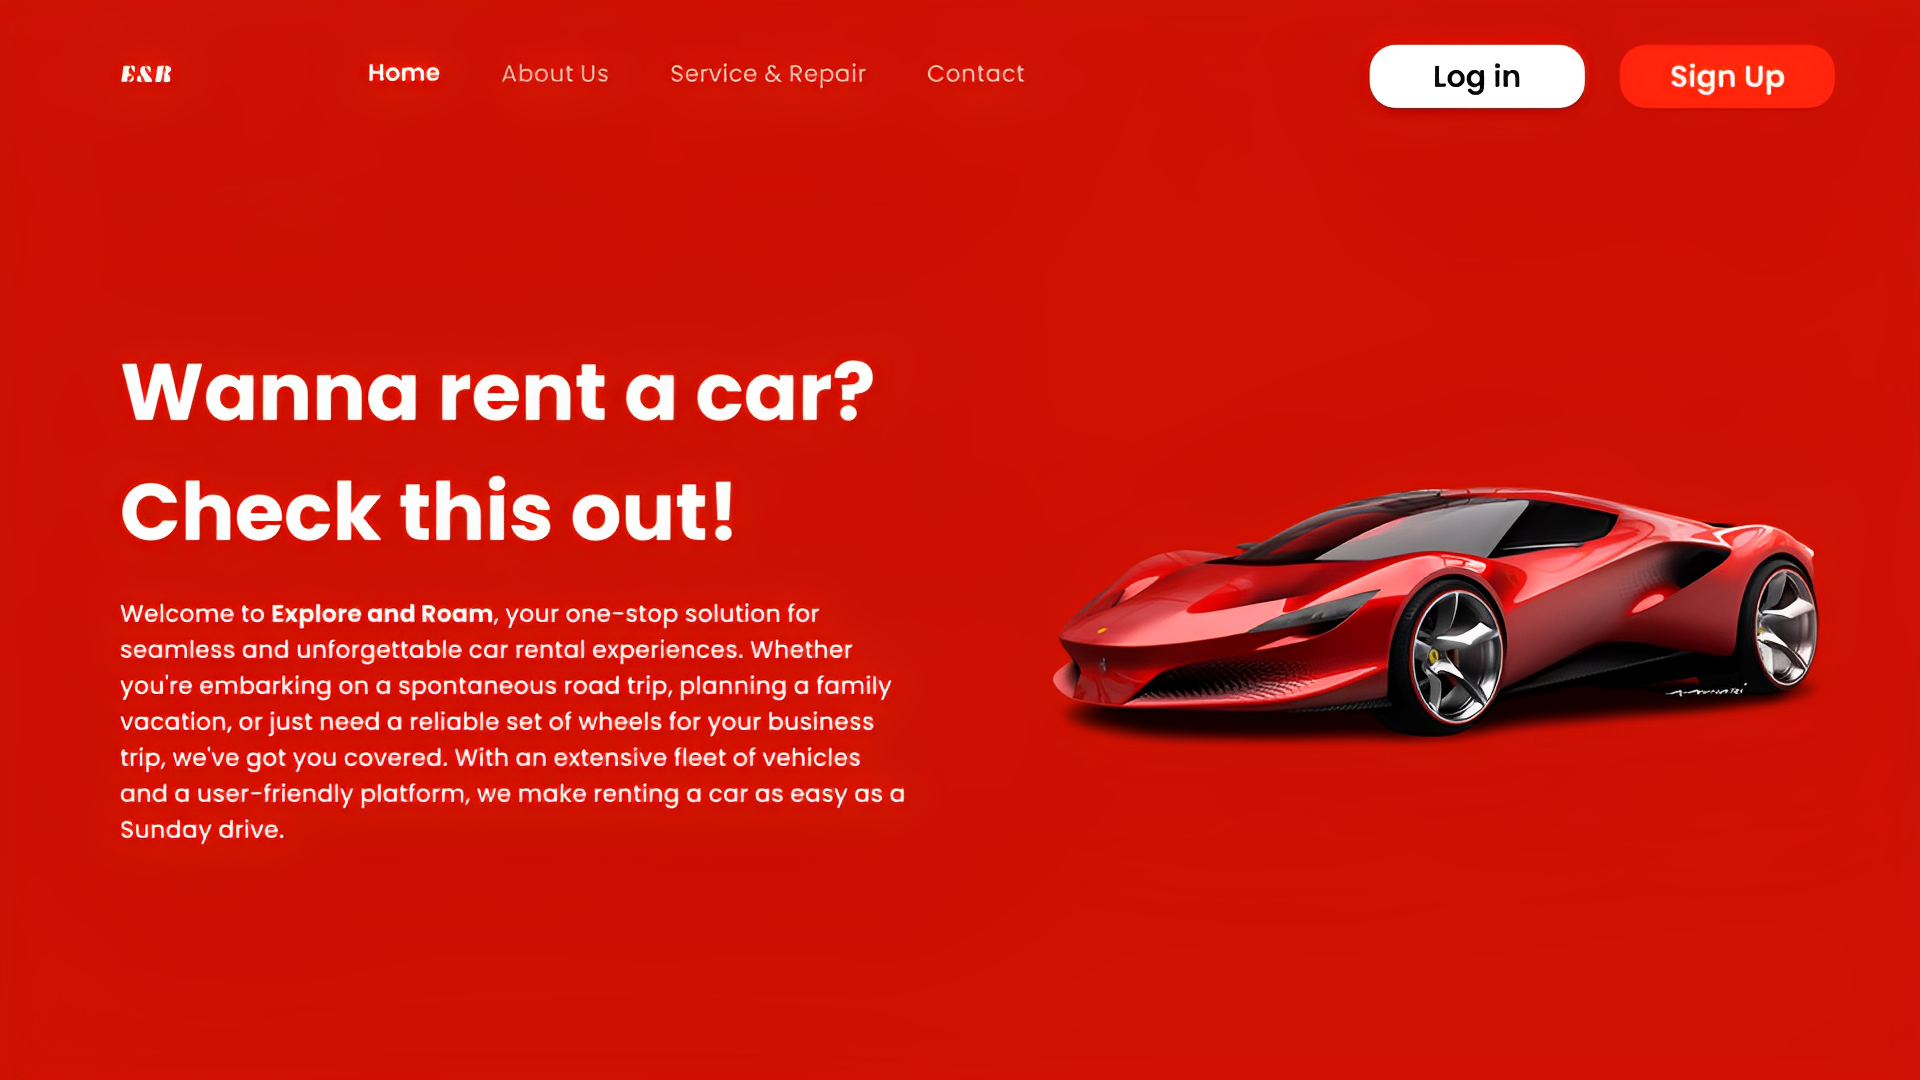 E&R
Home About Us Service & Repair Contact
Log in Sign Up
Wanna rent a car?
Check this out!
Welcome to Explore and Roam, your one-stop solution for
seamless and unforgettable car rental experiences. Whether
you're embarking on a spontaneous road trip, planning a family
vacation, or just need a reliable set of wheels for your business
trip, we've got you covered. With an extensive fleet of vehicles
and a user-friendly platform, we make renting a car as easy as a
Sunday drive.